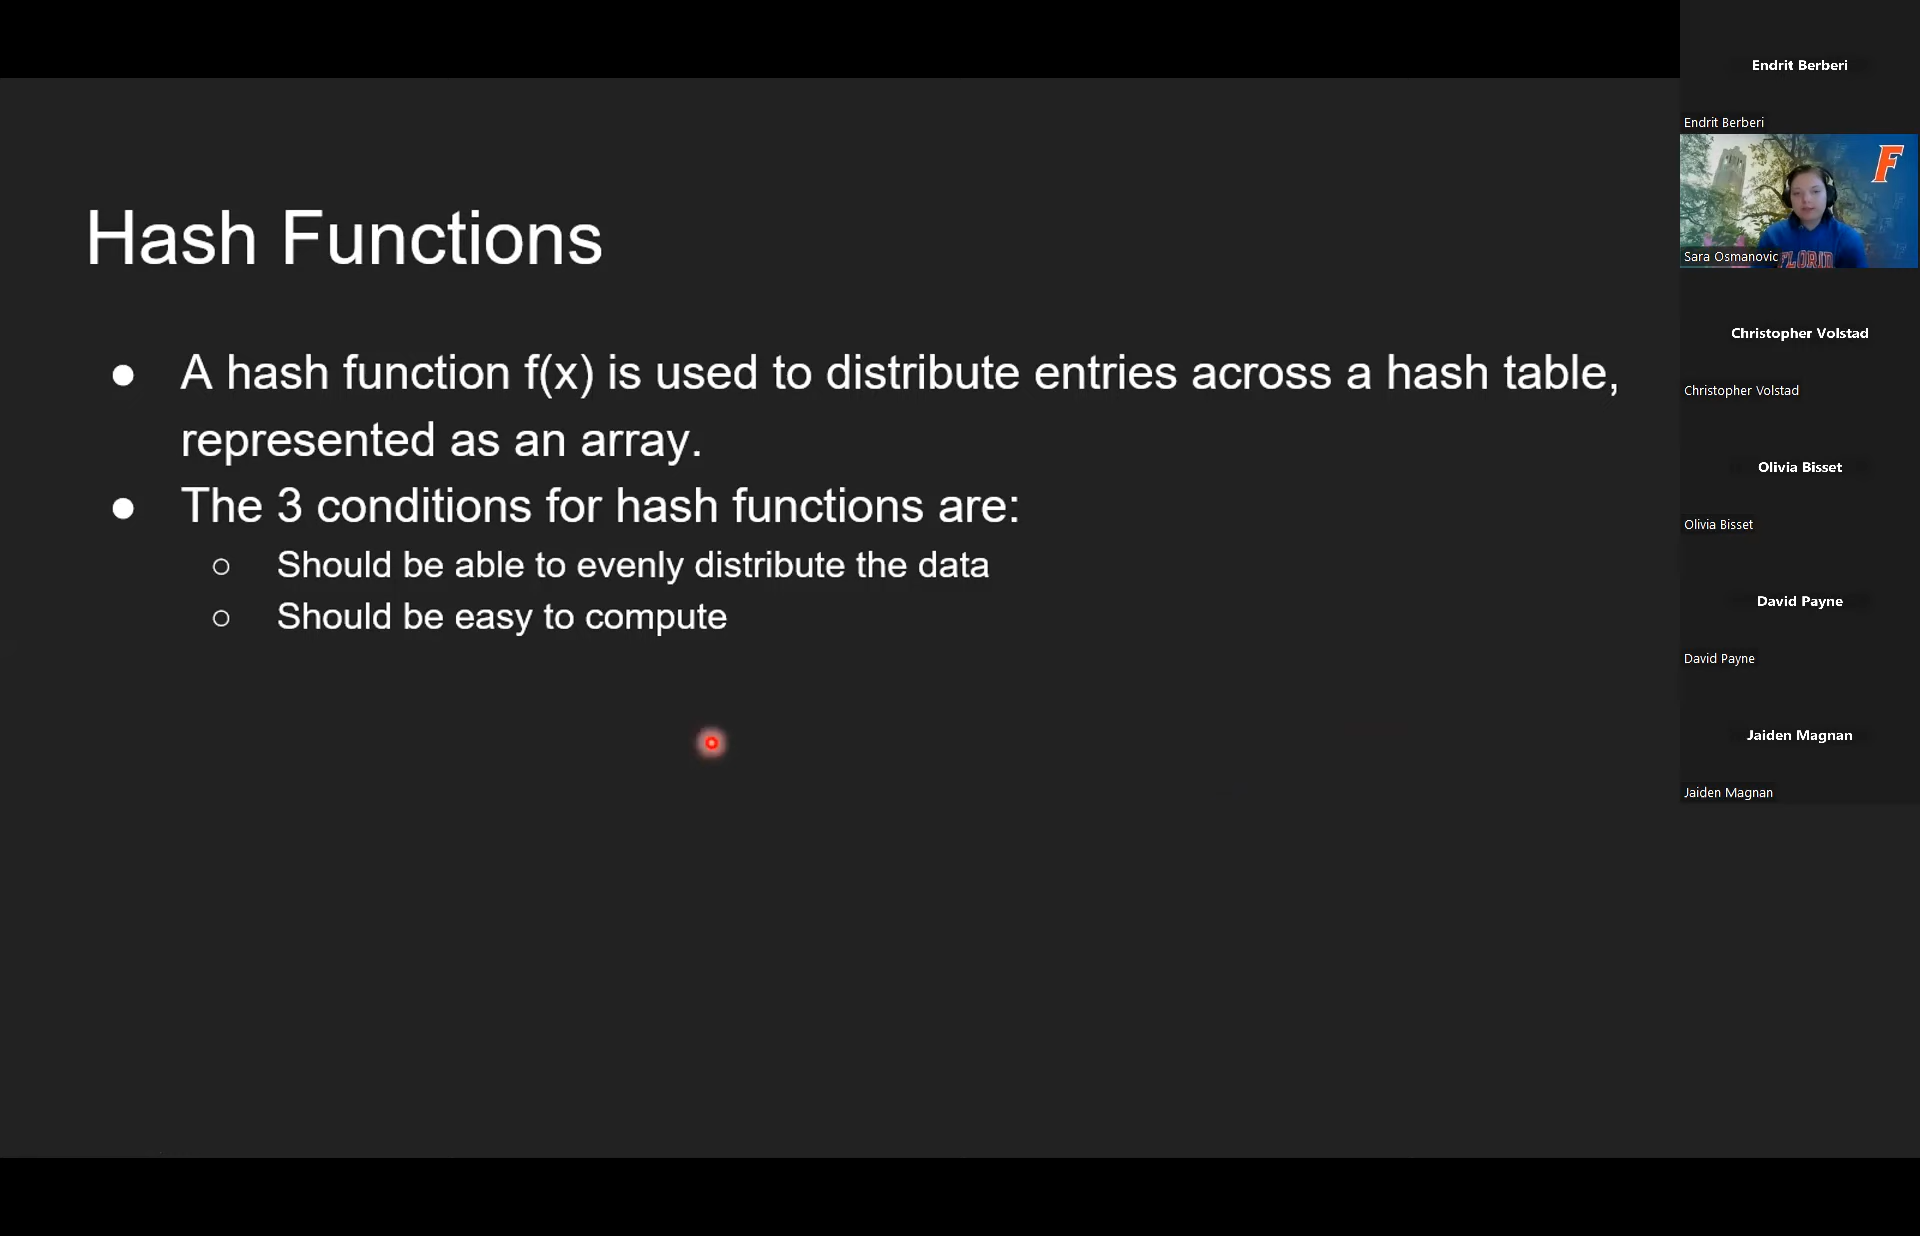 Hash Functions
● A hash function f(x) is used to distribute entries across a hash table,
represented as an array.
● The 3 conditions for hash functions are:
○ Should be able to evenly distribute the data
○ Should be easy to compute
Endrit Berberi
Endrit Berberi
F
FLORID
Sara Osmanovic
Christopher Volstad
Christopher Volstad
Olivia Bisset
Olivia Bisset
David Payne
David Payne
Jaiden Magnan
Jaiden Magnan